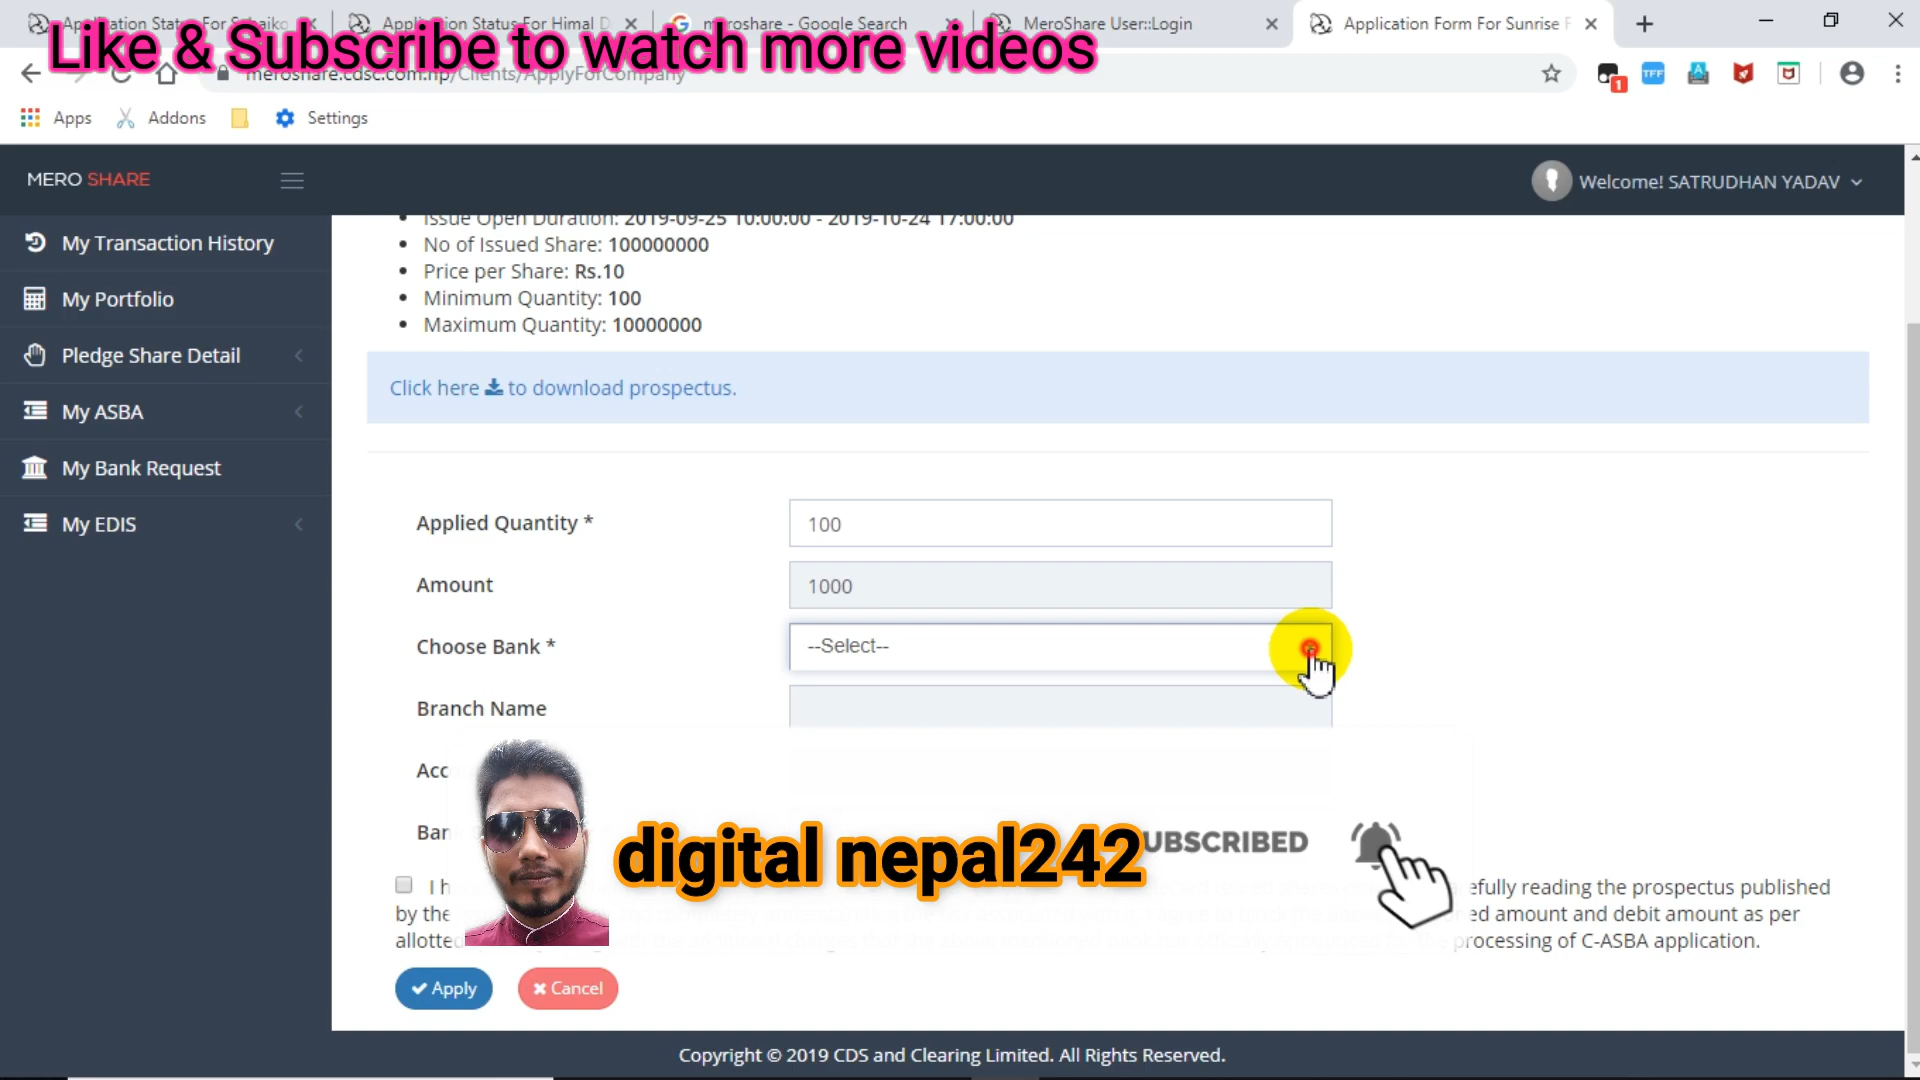 Application Status For
Application Status For Himal D
meroshare - Google Search
MeroShare User::Login
Application Form For Sunrise F
Like & Subscribe to watch more videos
meroshare.cdsc.com.np/Clients/ApplyForCompany
1
TFF
Apps
Addons
Settings
MERO SHARE
Welcome! SATRUDHAN YADAV
My Transaction History
My Portfolio
Pledge Share Detail
My ASBA
My Bank Request
My EDIS
Issue Open Duration: 2019-09-25 10:00:00 - 2019-10-24 17:00:00
No of Issued Share: 100000000
Price per Share: Rs.10
Minimum Quantity: 100
Maximum Quantity: 10000000
Click here to download prospectus.
Applied Quantity * 100
Amount 1000
Choose Bank * --Select--
Branch Name
Acc
Ban
digital nepal242
UBSCRIBED
I h efully reading the prospectus published
by the ed amount and debit amount as per
allotted processing of C-ASBA application.
Apply
Cancel
Copyright © 2019 CDS and Clearing Limited. All Rights Reserved.